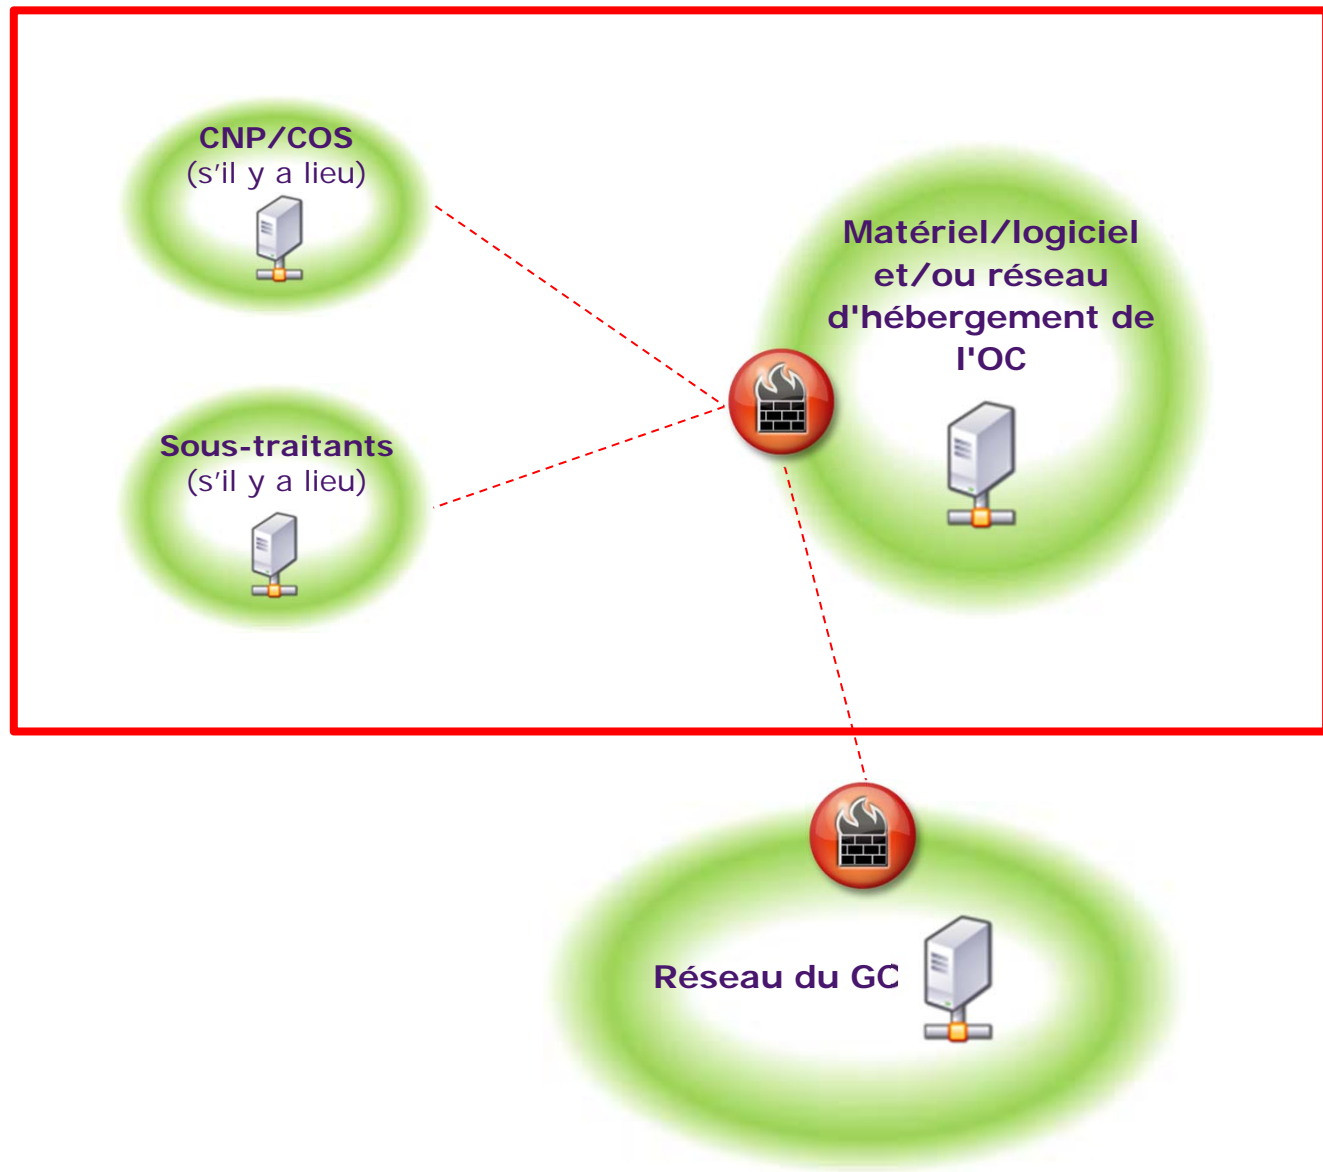 CNP/COS
(s'il y a lieu)
Matériel/logiciel
et/ou réseau
d'hébergement de
l'OC
Sous-traitants
(s'il y a lieu)
Réseau du GC